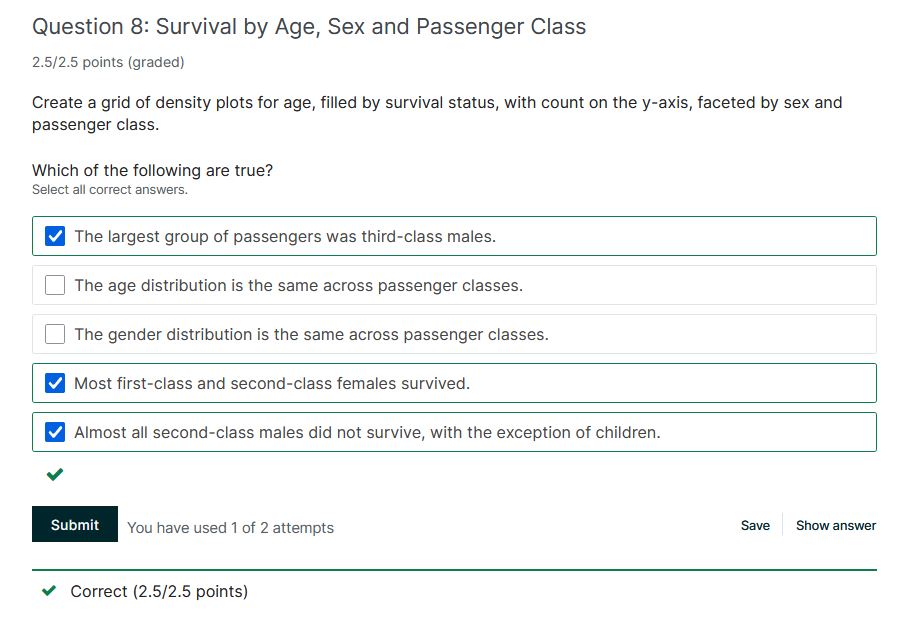 Question 8: Survival by Age, Sex and Passenger Class
2.5/2.5 points (graded)
Create a grid of density plots for age, filled by survival status, with count on the y-axis, faceted by sex and
passenger class.
Which of the following are true?
Select all correct answers.
The largest group of passengers was third-class males.
The age distribution is the same across passenger classes.
The gender distribution is the same across passenger classes.
Most first-class and second-class females survived.
Almost all second-class males did not survive, with the exception of children.
Submit You have used 1 of 2 attempts Save Show answer
Correct (2.5/2.5 points)